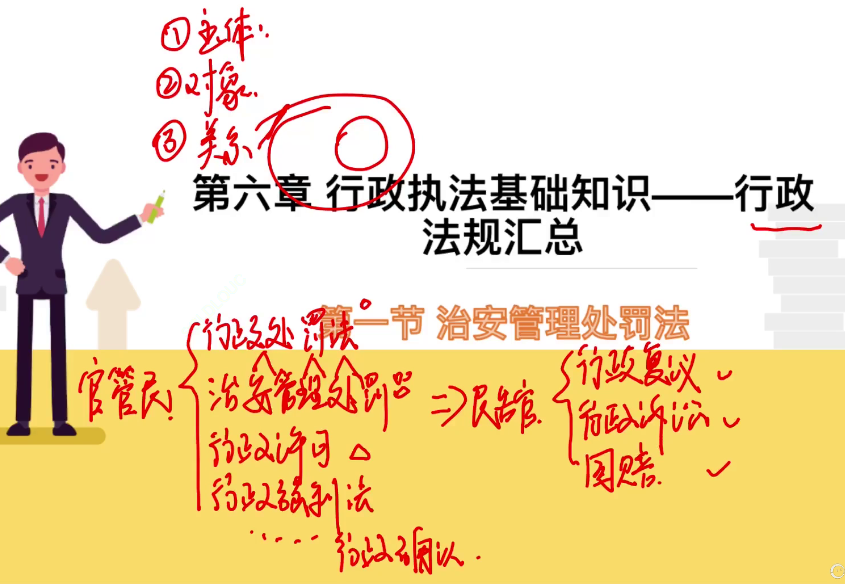 ①主体:
②对象
③关系
第六章 行政执法基础知识——行政
法规汇总
第一节 治安管理处罚法
行政处罚法
官管民 治安管理处罚 => 民告官
行政许可
行政强制法
…… 行政确认
行政复议
行政诉讼
国赔